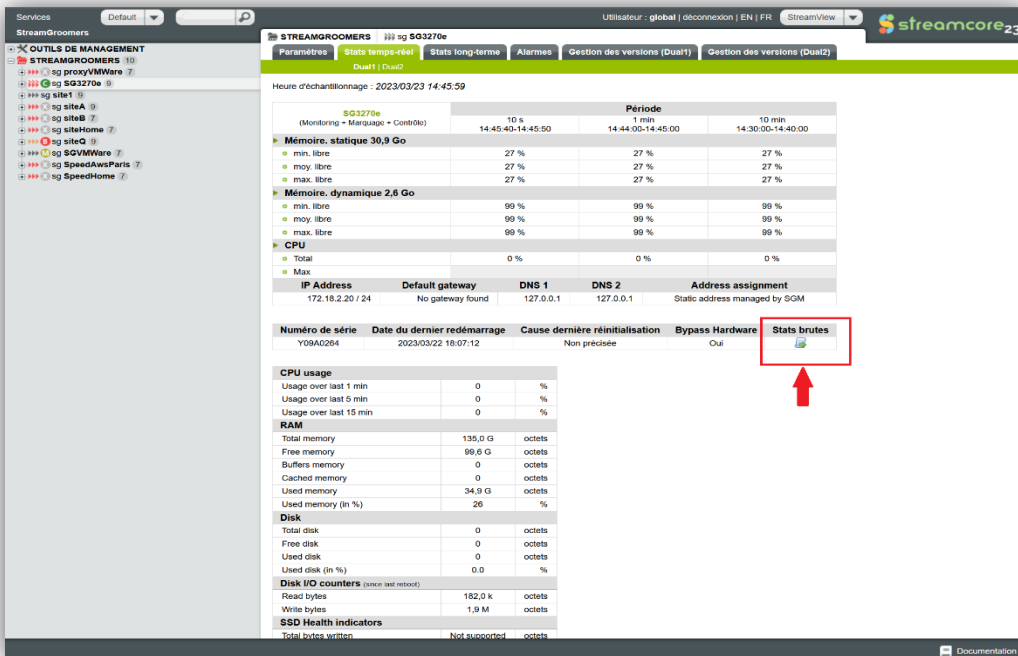 Services Default Utilisateur : global | déconnexion | EN | FR StreamView streamcore23
StreamGroomers
OUTILS DE MANAGEMENT
STREAMGROOMERS 10
sg proxyVMWare 7
C sg SG3270e 9
sg site1 9
sg siteA 9
sg siteB 7
sg siteHome 7
B sg siteQ 9
M sg SGVMWare 7
sg SpeedAwsParis 7
sg SpeedHome 7
STREAMGROOMERS sg SG3270e
Paramètres Stats temps-réel Stats long-terme Alarmes Gestion des versions (Dual1) Gestion des versions (Dual2)
Dual1 | Dual2
Heure d'échantillonnage : 2023/03/23 14:45:59
SG3270e Période
(Monitoring + Marquage + Contrôle) 10 s 1 min 10 min
14:45:40-14:45:50 14:44:00-14:45:00 14:30:00-14:40:00
Mémoire. statique 30,9 Go
min. libre 27 % 27 % 27 %
moy. libre 27 % 27 % 27 %
max. libre 27 % 27 % 27 %
Mémoire. dynamique 2,6 Go
min. libre 99 % 99 % 99 %
moy. libre 99 % 99 % 99 %
max. libre 99 % 99 % 99 %
CPU
Total 0 % 0 % 0 %
Max
IP Address Default gateway DNS 1 DNS 2 Address assignment
172.18.2.20 / 24 No gateway found 127.0.0.1 127.0.0.1 Static address managed by SGM
Numéro de série Date du dernier redémarrage Cause dernière réinitialisation Bypass Hardware Stats brutes
Y09A0264 2023/03/22 18:07:12 Non précisée Oui
CPU usage
Usage over last 1 min 0 %
Usage over last 5 min 0 %
Usage over last 15 min 0 %
RAM
Total memory 135,0 G octets
Free memory 99,6 G octets
Buffers memory 0 octets
Cached memory 0 octets
Used memory 34,9 G octets
Used memory (in %) 26 %
Disk
Total disk 0 octets
Free disk 0 octets
Used disk 0 octets
Used disk (in %) 0.0 %
Disk I/O counters (since last reboot)
Read bytes 182,0 k octets
Write bytes 1,9 M octets
SSD Health indicators
Total bytes written Not supported octets
Documentation